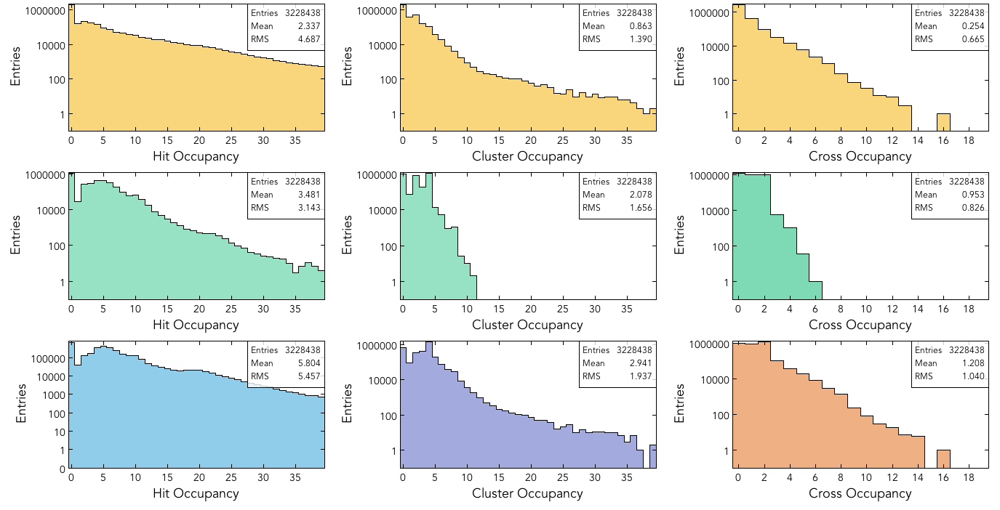 Entries 3228438
Mean 2.337
RMS 4.687
1000000
10000
100
1
Entries
0 5 10 15 20 25 30 35
Hit Occupancy
Entries 3228438
Mean 0.863
RMS 1.390
1000000
10000
100
1
Entries
0 5 10 15 20 25 30 35
Cluster Occupancy
Entries 3228438
Mean 0.254
RMS 0.665
1000000
10000
100
1
Entries
0 2 4 6 8 10 12 14 16 18
Cross Occupancy
Entries 3228438
Mean 3.481
RMS 3.143
1000000
10000
100
1
Entries
0 5 10 15 20 25 30 35
Hit Occupancy
Entries 3228438
Mean 2.078
RMS 1.656
1000000
10000
100
1
Entries
0 5 10 15 20 25 30 35
Cluster Occupancy
Entries 3228438
Mean 0.953
RMS 0.826
1000000
10000
100
1
Entries
0 2 4 6 8 10 12 14 16 18
Cross Occupancy
Entries 3228438
Mean 5.804
RMS 5.457
100000
10000
1000
100
10
1
0
Entries
0 5 10 15 20 25 30 35
Hit Occupancy
Entries 3228438
Mean 2.941
RMS 1.937
1000000
10000
100
1
Entries
0 5 10 15 20 25 30 35
Cluster Occupancy
Entries 3228438
Mean 1.208
RMS 1.040
1000000
10000
100
1
Entries
0 2 4 6 8 10 12 14 16 18
Cross Occupancy